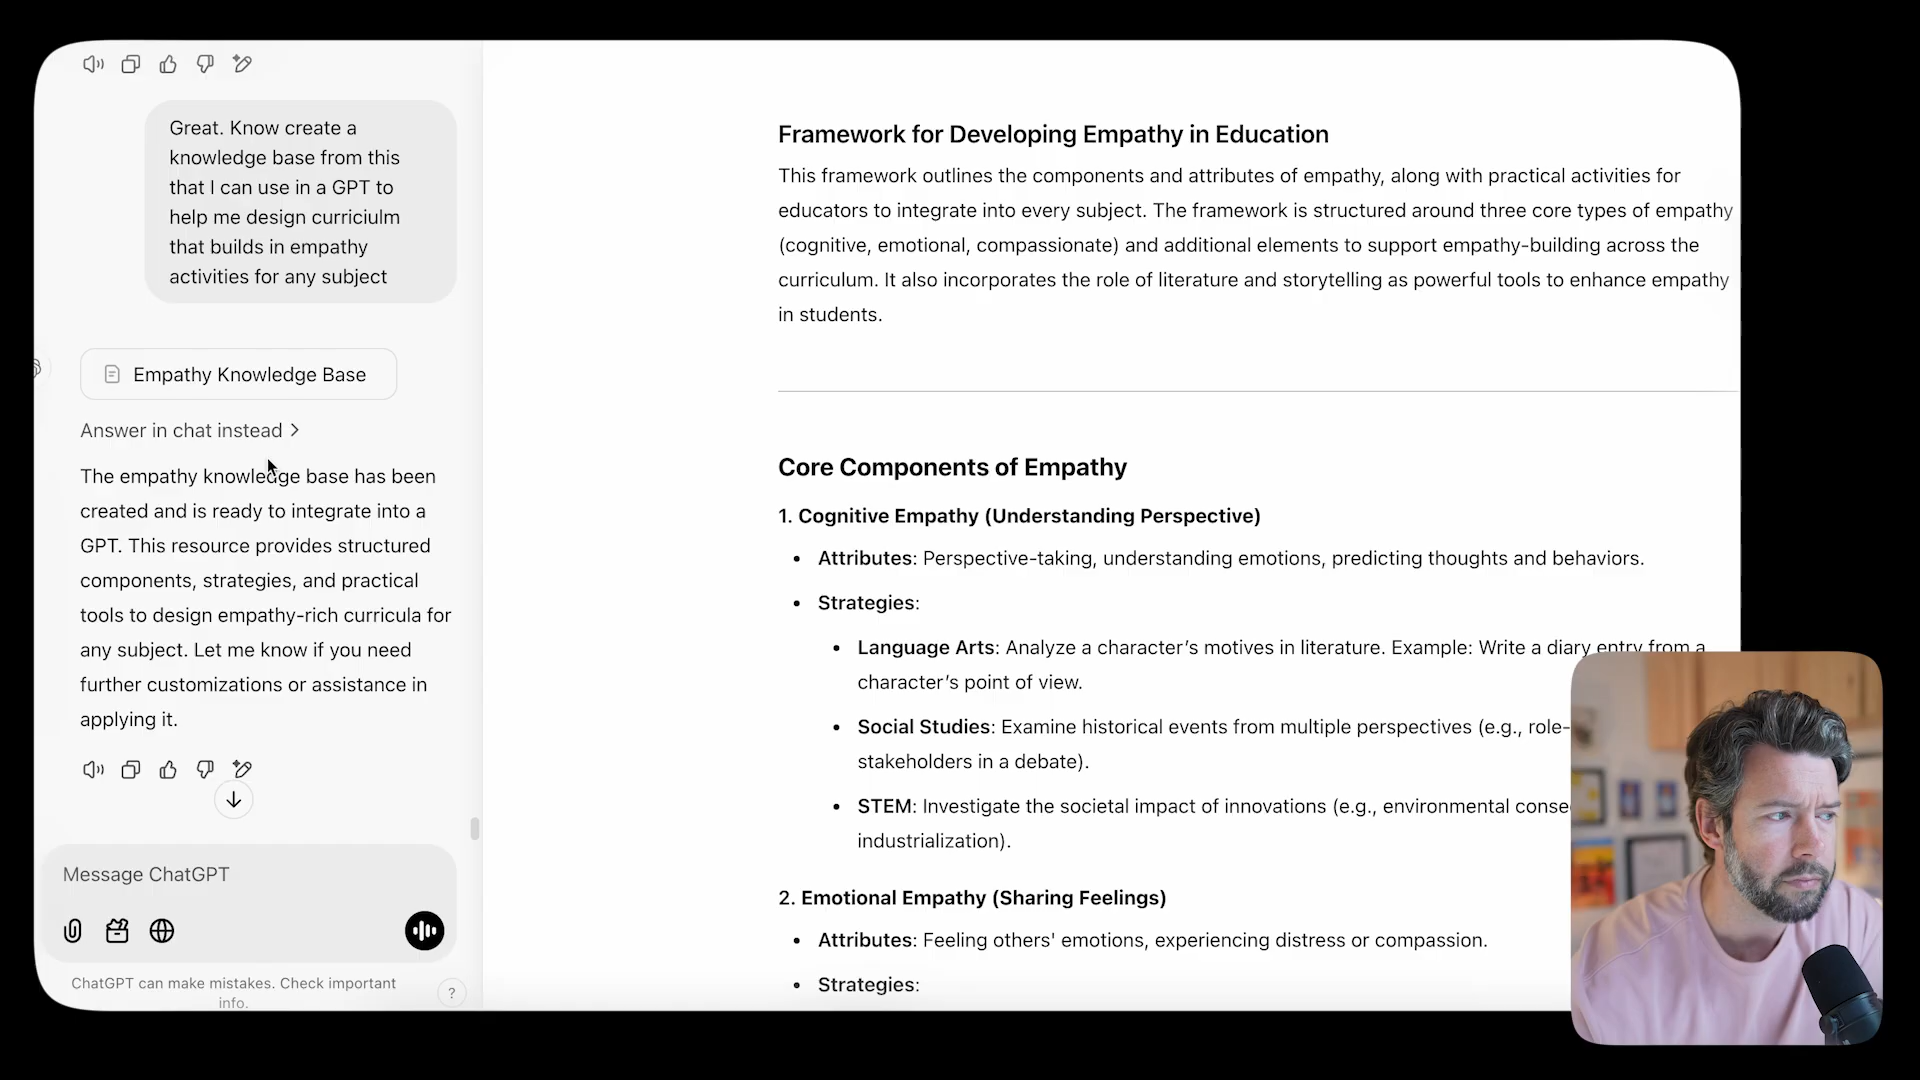 Great. Know create a
knowledge base from this
that I can use in a GPT to
help me design curriciulm
that builds in empathy
activities for any subject
Empathy Knowledge Base
Answer in chat instead >
The empathy knowledge base has been
created and is ready to integrate into a
GPT. This resource provides structured
components, strategies, and practical
tools to design empathy-rich curricula for
any subject. Let me know if you need
further customizations or assistance in
applying it.
Message ChatGPT
ChatGPT can make mistakes. Check important
info.
?
Framework for Developing Empathy in Education
This framework outlines the components and attributes of empathy, along with practical activities for
educators to integrate into every subject. The framework is structured around three core types of empathy
(cognitive, emotional, compassionate) and additional elements to support empathy-building across the
curriculum. It also incorporates the role of literature and storytelling as powerful tools to enhance empathy
in students.
Core Components of Empathy
1. Cognitive Empathy (Understanding Perspective)
• Attributes: Perspective-taking, understanding emotions, predicting thoughts and behaviors.
• Strategies:
• Language Arts: Analyze a character’s motives in literature. Example: Write a diary entry from a
character’s point of view.
• Social Studies: Examine historical events from multiple perspectives (e.g., role-
stakeholders in a debate).
• STEM: Investigate the societal impact of innovations (e.g., environmental
industrialization).
2. Emotional Empathy (Sharing Feelings)
• Attributes: Feeling others' emotions, experiencing distress or compassion.
• Strategies: